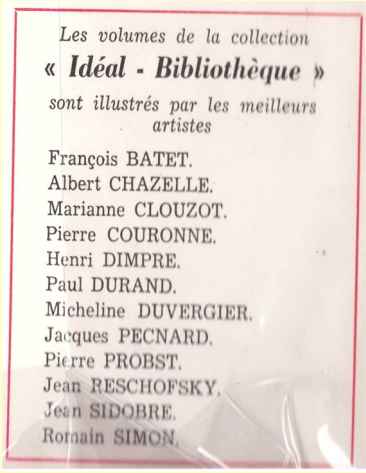 Les volumes de la collection
« Idéal - Bibliothèque »
sont illustrés par les meilleurs
artistes
François BATET.
Albert CHAZELLE.
Marianne CLOUZOT.
Pierre COURONNE.
Henri DIMPRE.
Paul DURAND.
Micheline DUVERGIER.
Jacques PECNARD.
Pierre PROBST.
Jean RESCHOFSKY.
Jean SIDOBRE.
Romain SIMON.